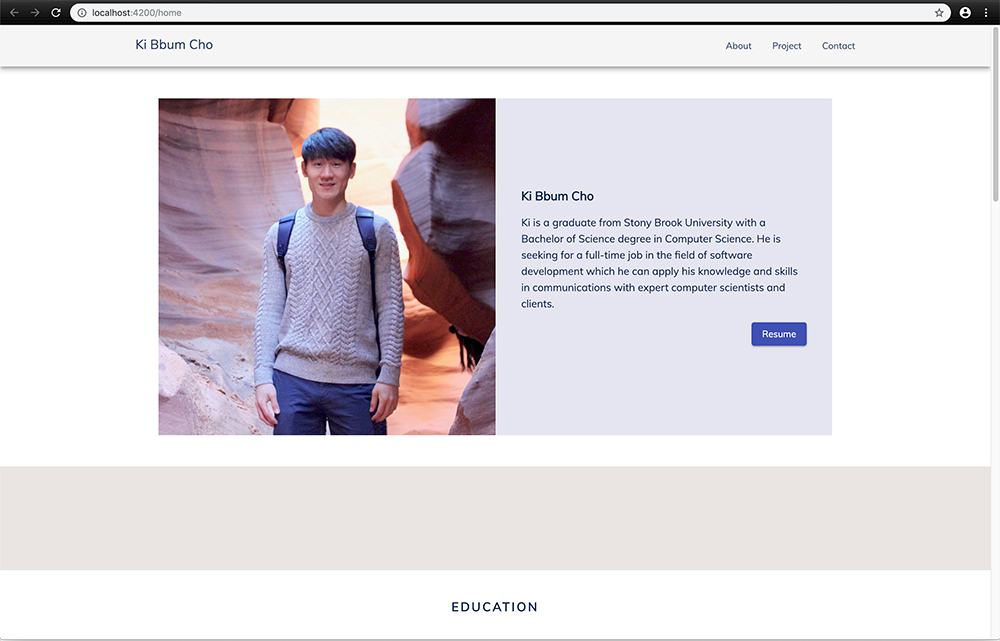 localhost:4200/home
Ki Bbum Cho
About Project Contact
Ki Bbum Cho
Ki is a graduate from Stony Brook University with a
Bachelor of Science degree in Computer Science. He is
seeking for a full-time job in the field of software
development which he can apply his knowledge and skills
in communications with expert computer scientists and
clients.
Resume
EDUCATION